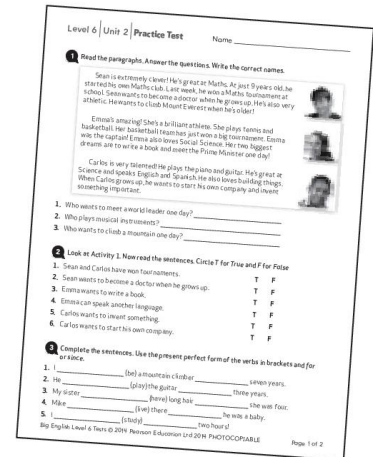 Level 6 Unit 2 Practice Test Name
1 Read the paragraphs. Answer the questions. Write the correct names.
Sean is extremely clever! He's great at Maths. At just 9 years old, he
started his own Maths club. Last week, he won a Maths tournament at
school. Sean wants to become a doctor when he grows up. He's also very
athletic. He wants to climb Mount Everest when he's older!
Emma's amazing! She's a brilliant athlete. She plays tennis and
basketball. Her basketball team has just won a big tournament. Emma
was the captain! Emma also loves Social Science. Her two biggest
dreams are to write a book and meet the Prime Minister one day!
Carlos is very talented! He plays the piano and guitar. He's great at
Science and speaks English and Spanish. He also loves building things.
When Carlos grows up, he wants to start his own company and invent
something important.
1. Who wants to meet a world leader one day?
2. Who plays musical instruments?
3. Who wants to climb a mountain one day?
2 Look at Activity 1. Now read the sentences. Circle T for True and F for False
1. Sean and Carlos have won tournaments. T F
2. Sean wants to become a doctor when he grows up. T F
3. Emma wants to write a book. T F
4. Emma can speak another language. T F
5. Carlos wants to invent something. T F
6. Carlos wants to start his own company. T F
3 Complete the sentences. Use the present perfect form of the verbs in brackets and for
or since.
1. I (be) a mountain climber seven years.
2. He (play) the guitar three years.
3. My sister (have) long hair she was four.
4. Mike (live) there he was a baby.
5. I (study) two hours!
Big English Level 6 Tests © 2014 Pearson Education Ltd 2014 PHOTOCOPIABLE Page 1 of 2